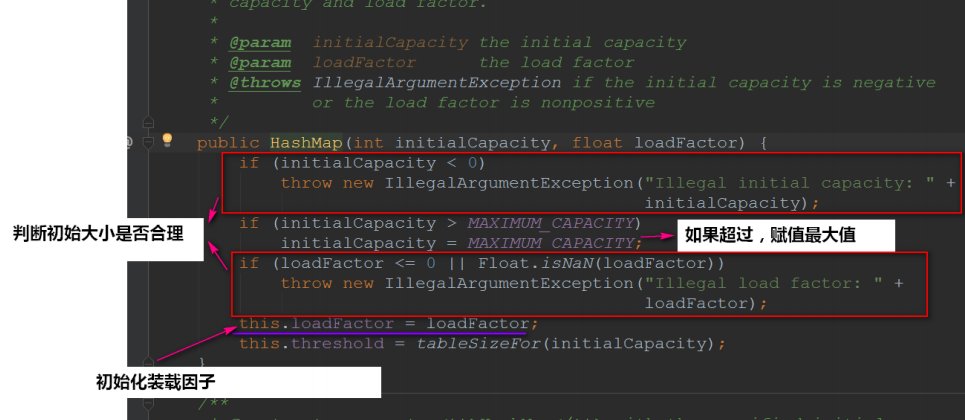 * capacity and load factor.
*
* @param initialCapacity the initial capacity
* @param loadFactor the load factor
* @throws IllegalArgumentException if the initial capacity is negative
* or the load factor is nonpositive
*/
public HashMap(int initialCapacity, float loadFactor) {
if (initialCapacity < 0)
throw new IllegalArgumentException("Illegal initial capacity: " +
initialCapacity);
判断初始大小是否合理
if (initialCapacity > MAXIMUM_CAPACITY)
initialCapacity = MAXIMUM_CAPACITY;
如果超过，赋值最大值
if (loadFactor <= 0 || Float.isNaN(loadFactor))
throw new IllegalArgumentException("Illegal load factor: " +
loadFactor);
this.loadFactor = loadFactor;
this.threshold = tableSizeFor(initialCapacity);
}
初始化装载因子
/**